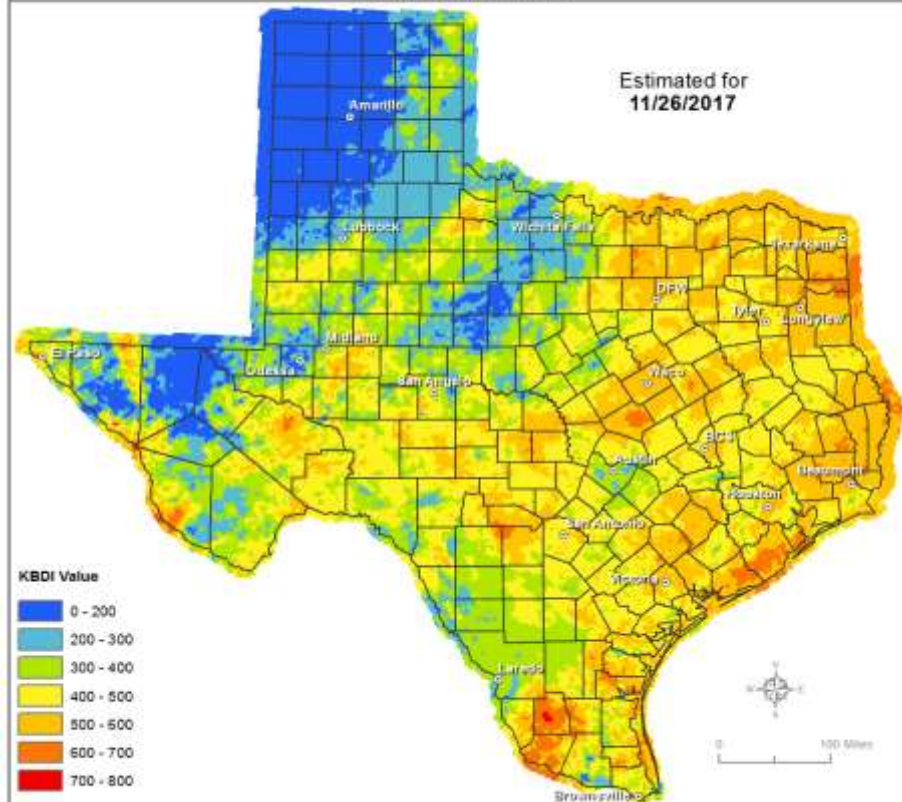 Estimated for
11/26/2017
Amarillo
Lubbock
Wichita Falls
Texarkana
DFW
Tyler
Longview
El Paso
Midland
Odessa
San Angelo
Waco
BCS
Austin
Beaumont
Houston
San Antonio
Victoria
Laredo
Brownsville
KBDI Value
0 - 200
200 - 300
300 - 400
400 - 500
500 - 600
600 - 700
700 - 800
N
W E
S
0 100 Miles